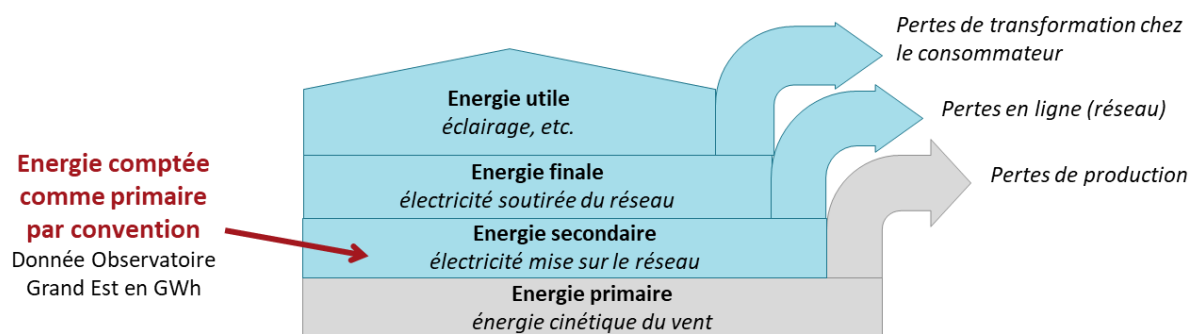 Pertes de transformation chez
le consommateur
Energie utile
éclairage, etc.
Pertes en ligne (réseau)
Energie comptée
comme primaire
par convention
Donnée Observatoire
Grand Est en GWh
Energie finale
électricité soutirée du réseau
Pertes de production
Energie secondaire
électricité mise sur le réseau
Energie primaire
énergie cinétique du vent